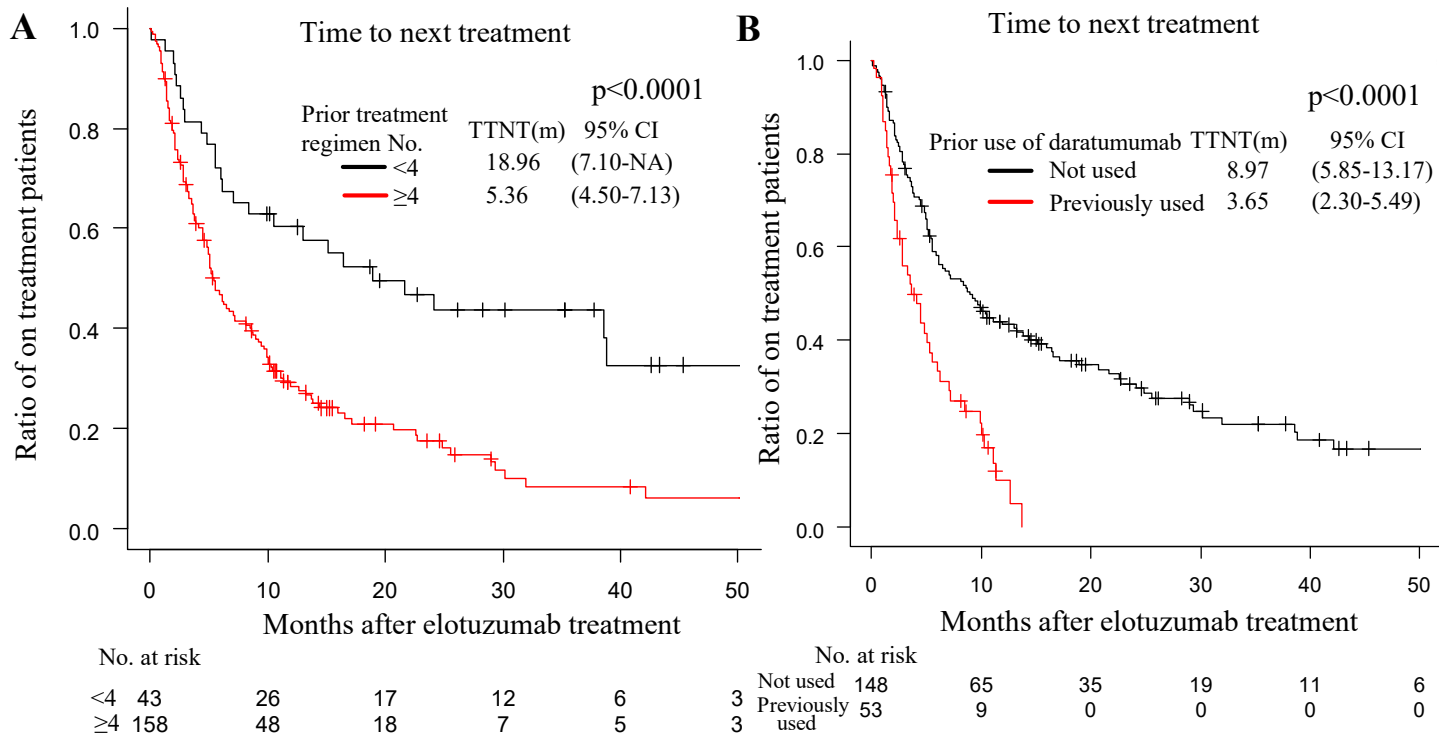 A
Time to next treatment
p<0.0001
Prior treatment
regimen No.
TTNT(m)
95% CI
<4
18.96
(7.10-NA)
≥4
5.36
(4.50-7.13)
Ratio of on treatment patients
1.0
0.8
0.6
0.4
0.2
0.0
0 10 20 30 40 50
Months after elotuzumab treatment
No. at risk
<4 43 26 17 12 6 3
≥4 158 48 18 7 5 3
B
Time to next treatment
p<0.0001
Prior use of daratumumab TTNT(m) 95% CI
Not used 8.97 (5.85-13.17)
Previously used 3.65 (2.30-5.49)
Ratio of on treatment patients
1.0
0.8
0.6
0.4
0.2
0.0
0 10 20 30 40 50
Months after elotuzumab treatment
No. at risk
Not used 148 65 35 19 11 6
Previously
used
53 9 0 0 0 0